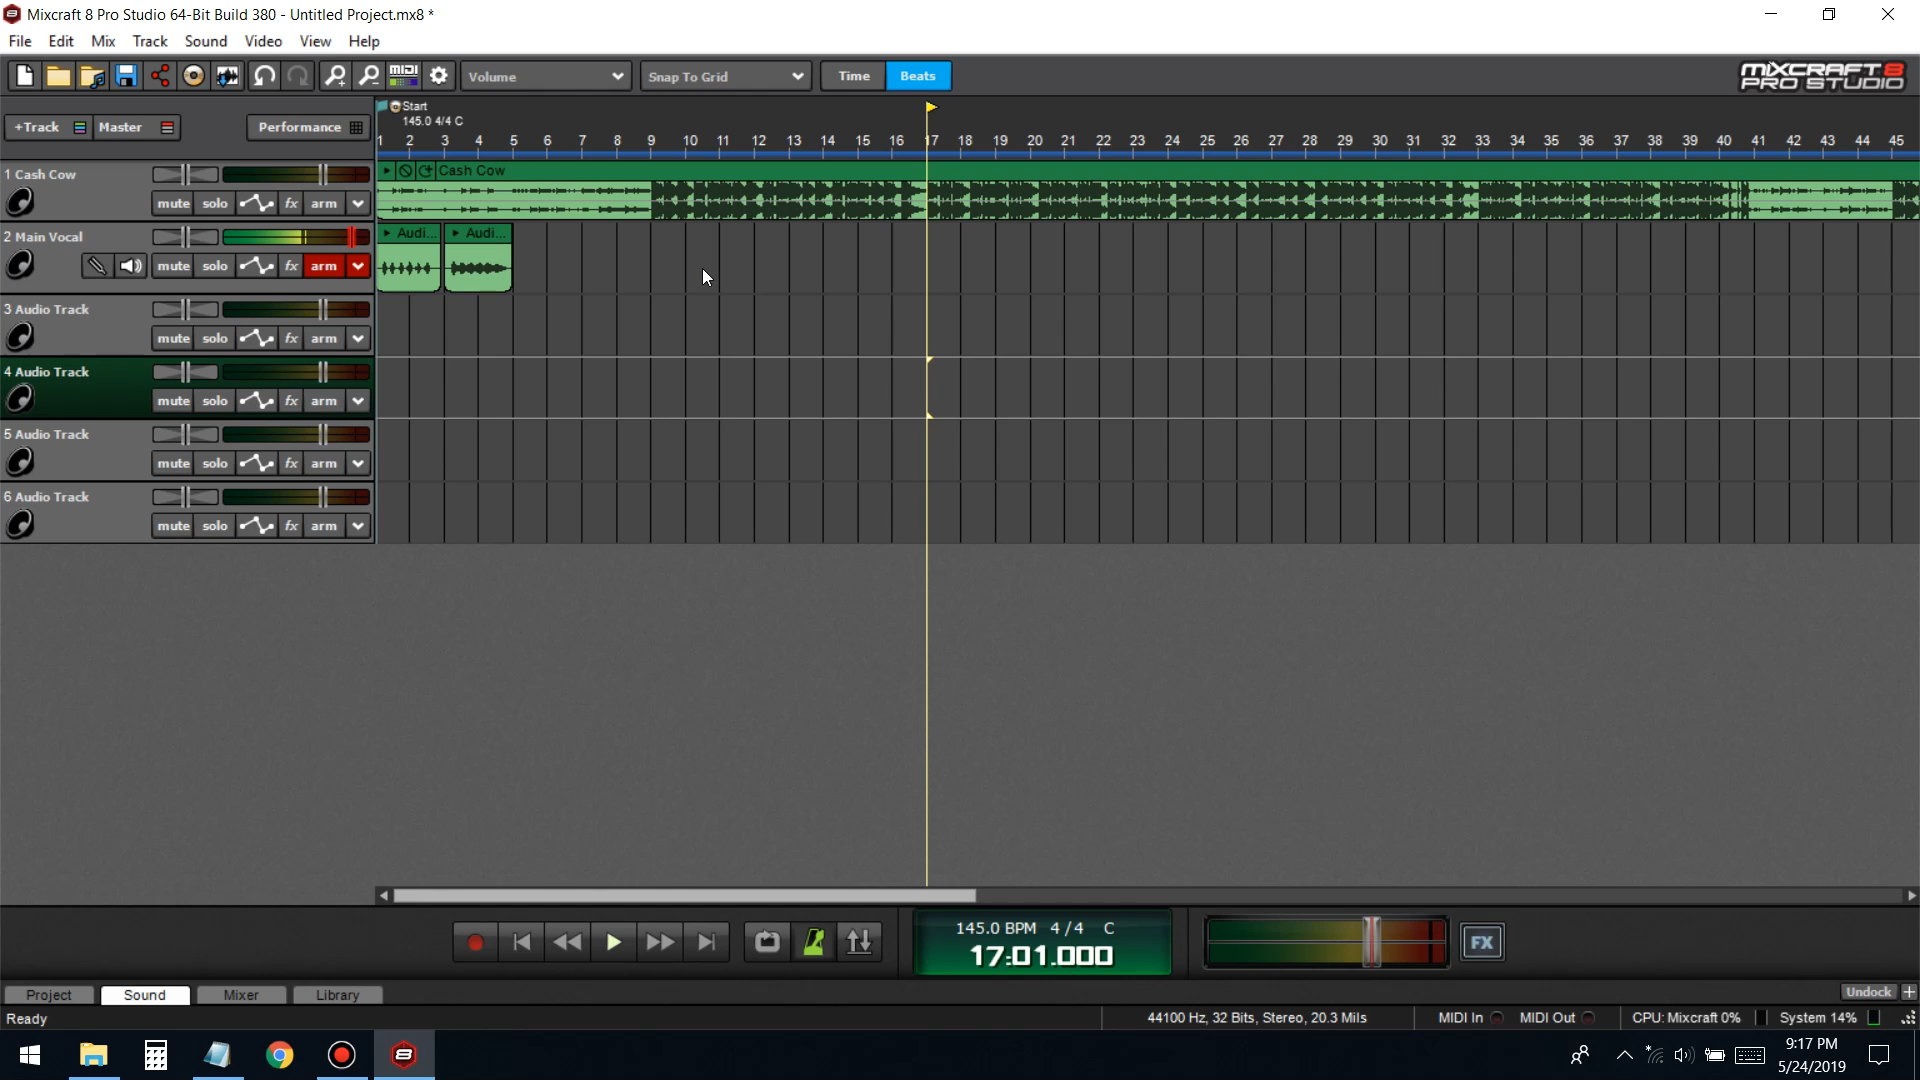 Mixcraft 8 Pro Studio 64-Bit Build 380 - Untitled Project.mx8 *
File Edit Mix Track Sound Video View Help
MIDI Volume Snap To Grid Time Beats MIXCRAFT 8 PRO STUDIO
Start
145.0 4/4 C
+Track Master Performance
1 2 3 4 5 6 7 8 9 10 11 12 13 14 15 16 17 18 19 20 21 22 23 24 25 26 27 28 29 30 31 32 33 34 35 36 37 38 39 40 41 42 43 44 45
1 Cash Cow
Cash Cow
mute solo fx arm
2 Main Vocal
Audi... Audi...
mute solo fx arm
3 Audio Track
mute solo fx arm
4 Audio Track
mute solo fx arm
5 Audio Track
mute solo fx arm
6 Audio Track
mute solo fx arm
145.0 BPM 4/4 C
17:01.000
FX
Project Sound Mixer Library Undock +
Ready 44100 Hz, 32 Bits, Stereo, 20.3 Mils MIDI In MIDI Out CPU: Mixcraft 0% System 14%
8
9:17 PM
5/24/2019